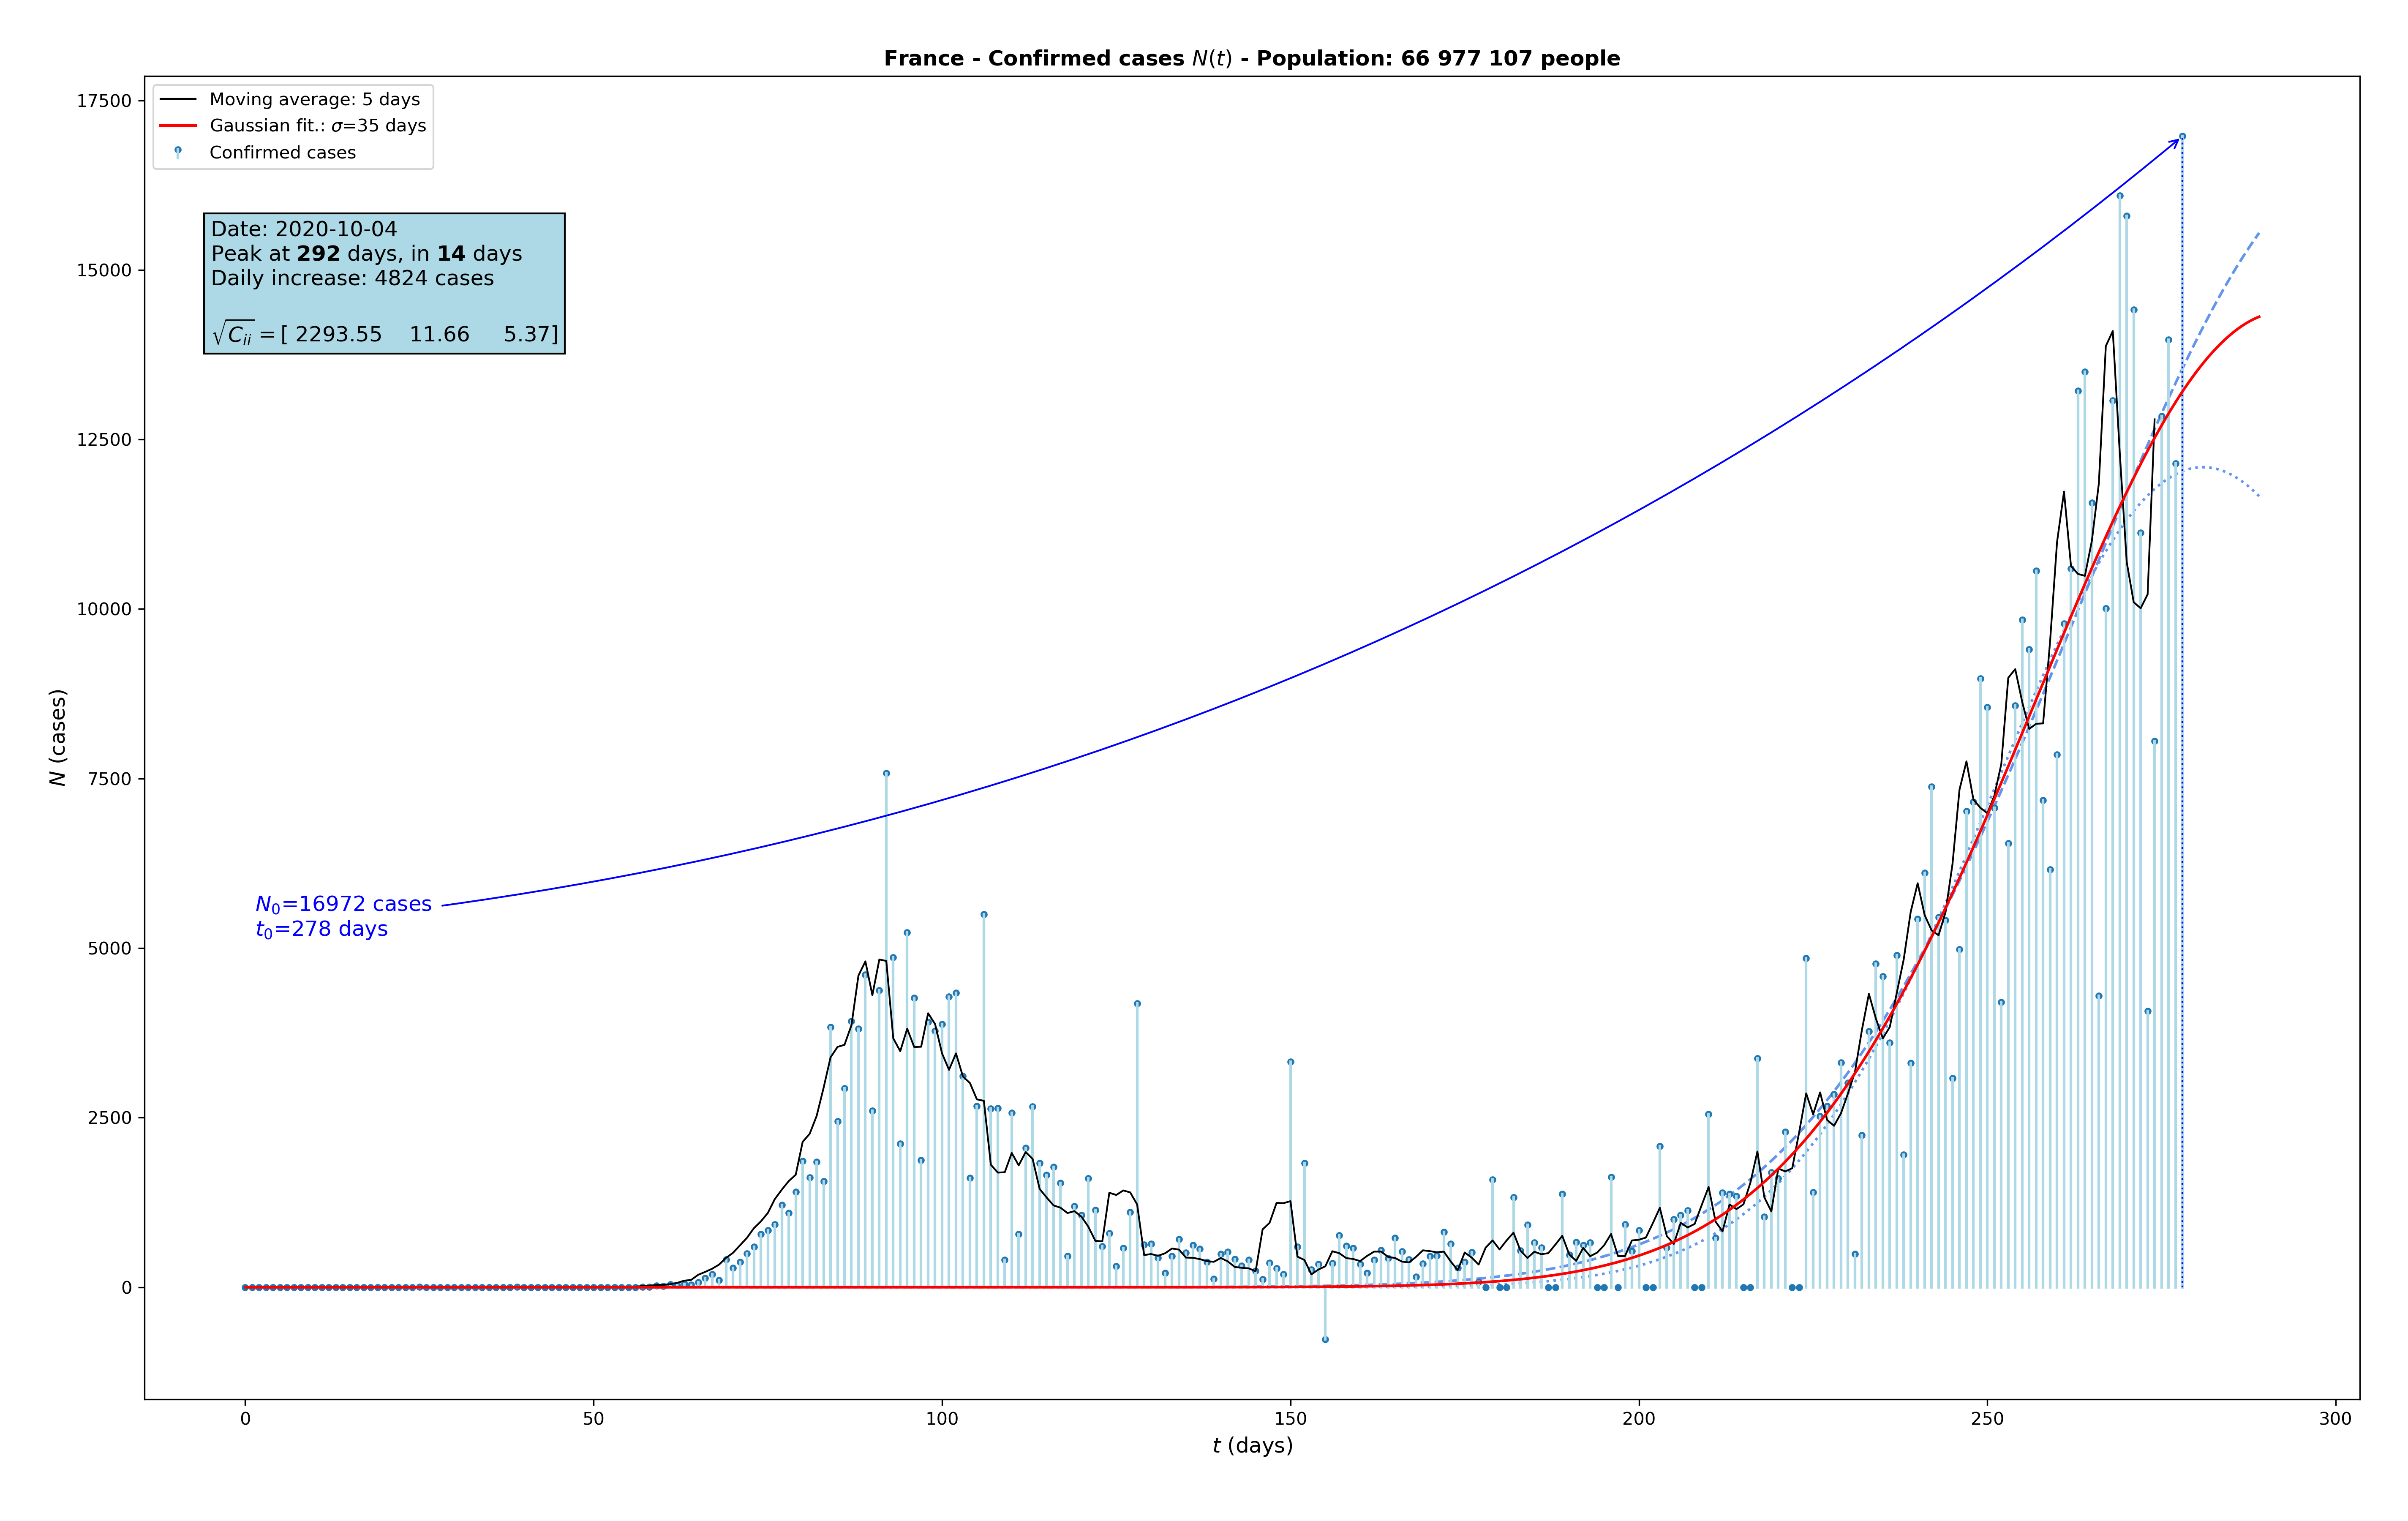 France - Confirmed cases N(t) - Population: 66 977 107 people
Moving average: 5 days
Gaussian fit.: σ=35 days
Confirmed cases
Date: 2020-10-04
Peak at 292 days, in 14 days
Daily increase: 4824 cases
√Cᵢᵢ = [ 2293.55 11.66 5.37]
N₀=16972 cases
t₀=278 days
N (cases)
17500
15000
12500
10000
7500
5000
2500
0
0 50 100 150 200 250 300
t (days)